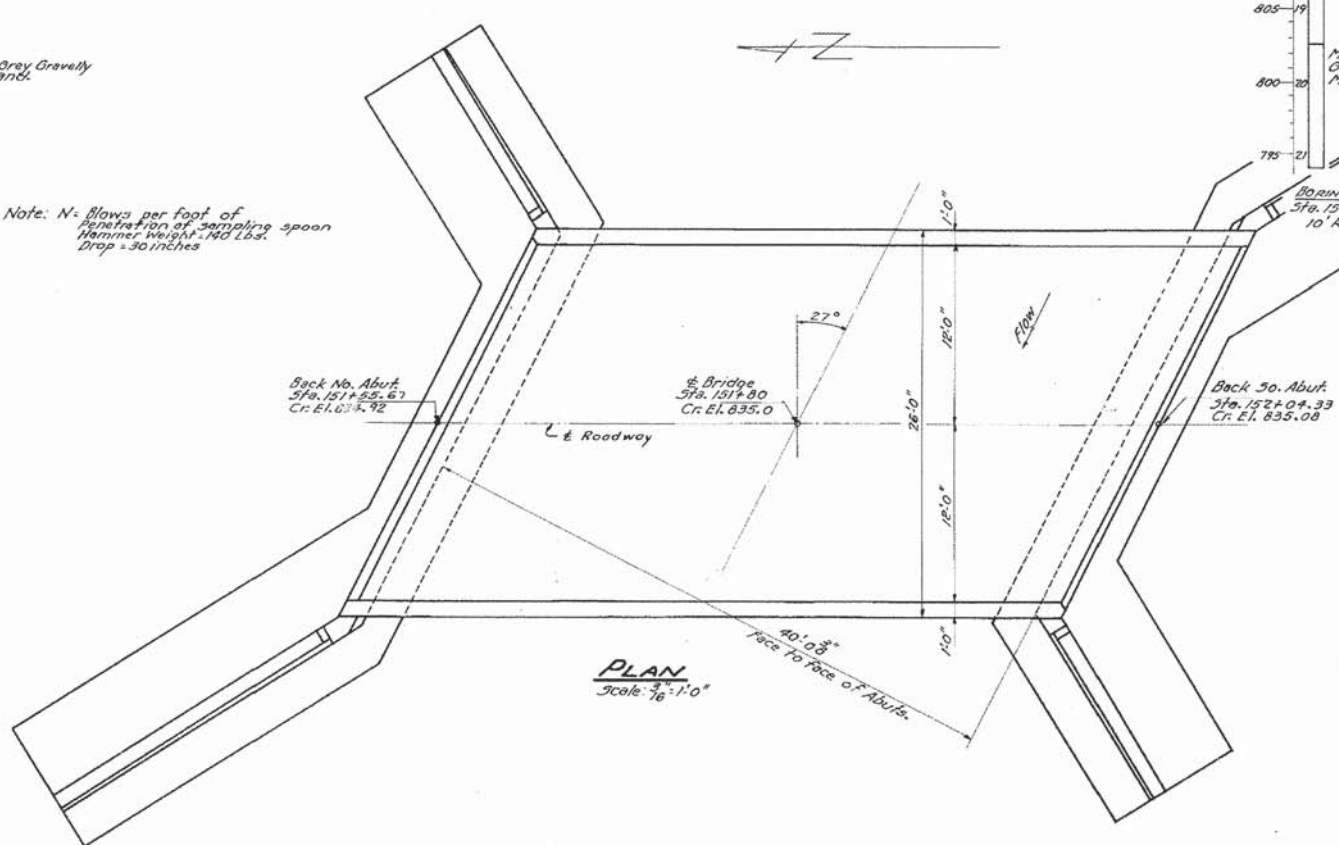 Grey Gravelly
Note: N= Blows per foot of
Penetration of sampling spoon
Hammer Weight=140 Lbs.
Drop = 30 inches
N
805 19
800 20
795 21
10'
1'-0"
12'-0"
26'-0"
12'-0"
1'-0"
27°
Flow
Back No. Abut.
Sta. 151+55.67
Cr. El. 834.92
℄ Bridge
Sta. 151+80
Cr. El. 835.0
℄ Roadway
Back So. Abut.
Sta. 152+04.33
Cr. El. 835.08
40'-0 3/8"
Face to face of Abuts.
PLAN
Scale: 3/16"=1'-0"